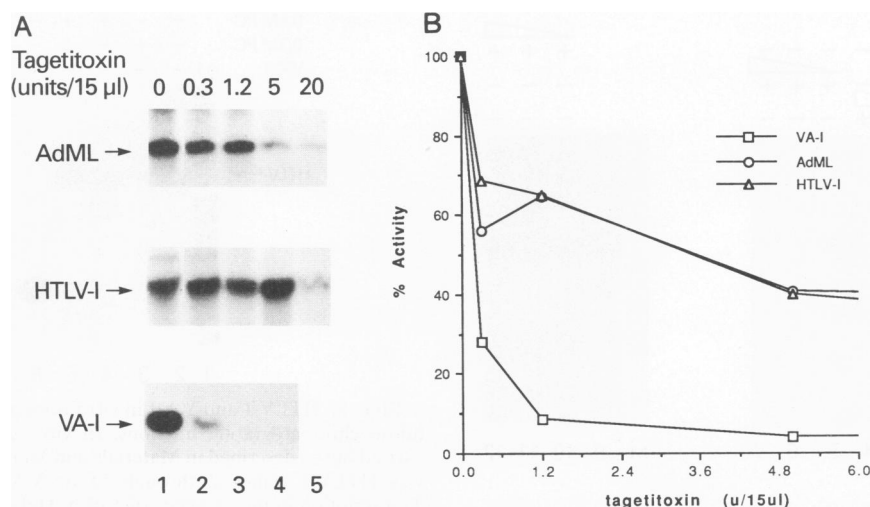 A
Tagetitoxin
(units/15 µl)
0 0.3 1.2 5 20
AdML →
HTLV-I →
VA-I →
1 2 3 4 5
B
100
80
60
40
20
0
% Activity
VA-I
AdML
HTLV-I
0.0 1.2 2.4 3.6 4.8 6.0
tagetitoxin (u/15ul)